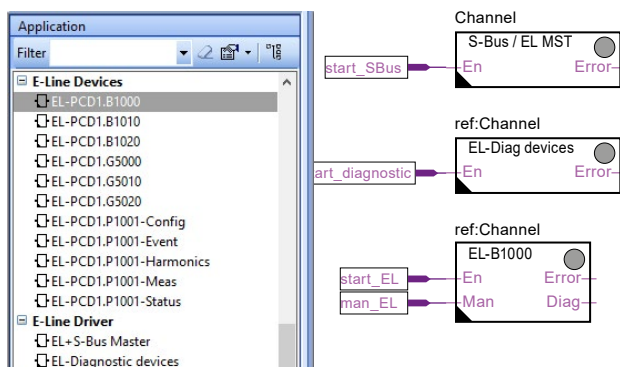 Application
Filter
E-Line Devices
EL-PCD1.B1000
EL-PCD1.B1010
EL-PCD1.B1020
EL-PCD1.G5000
EL-PCD1.G5010
EL-PCD1.G5020
EL-PCD1.P1001-Config
EL-PCD1.P1001-Event
EL-PCD1.P1001-Harmonics
EL-PCD1.P1001-Meas
EL-PCD1.P1001-Status
E-Line Driver
EL+S-Bus Master
EL-Diagnostic devices
Channel
S-Bus / EL MST
start_SBus
En Error
ref:Channel
EL-Diag devices
art_diagnostic
En Error
ref:Channel
EL-B1000
start_EL
En Error
man_EL
Man Diag